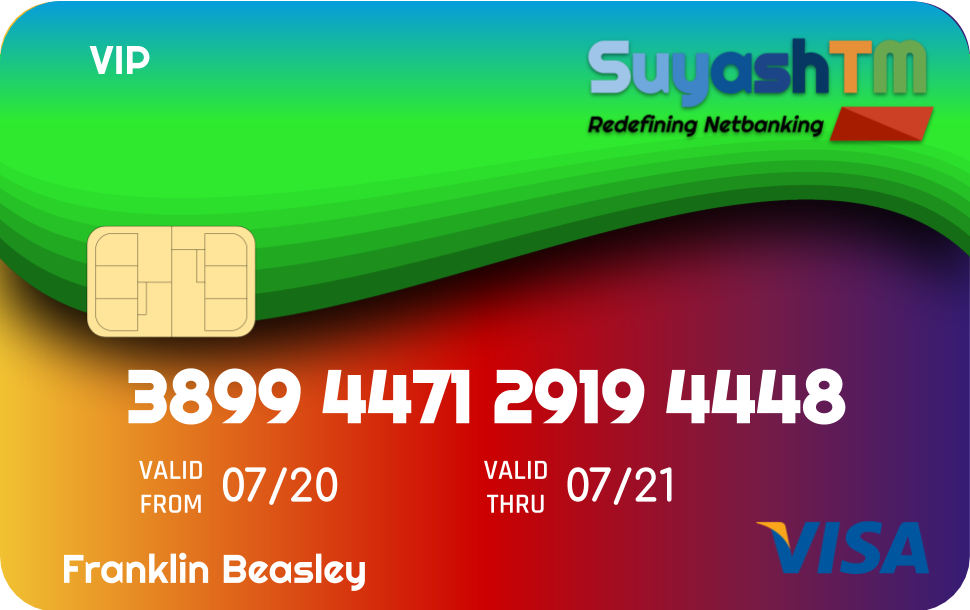 VIP
SuyashTM
Redefining Netbanking
3899 4471 2919 4448
VALID FROM 07/20 VALID THRU 07/21
Franklin Beasley
VISA